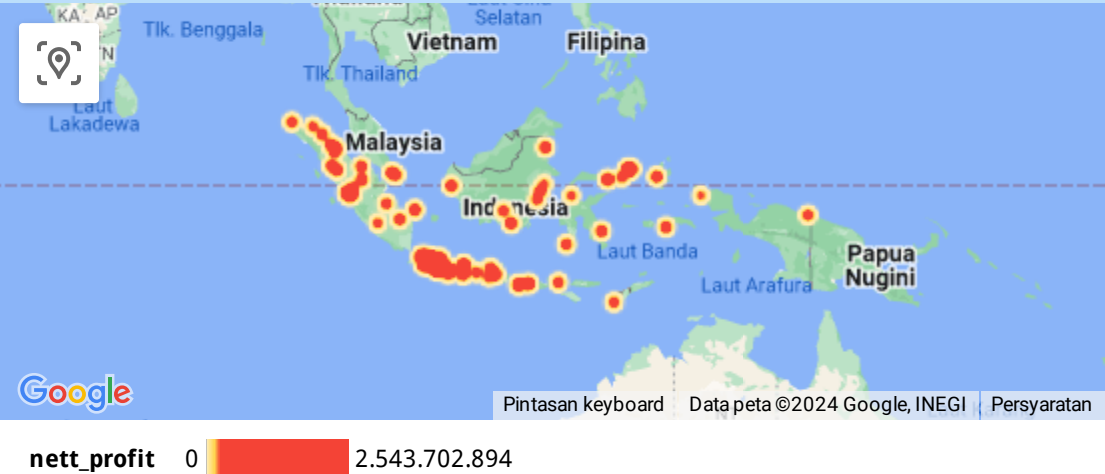 KA
AP
Tlk. Benggala
Selatan
Vietnam
Filipina
TN
Tlk. Thailand
Laut
Lakadewa
Malaysia
Indonesia
Laut Banda
Papua
Nugini
Laut Arafura
Google
Pintasan keyboard
Data peta ©2024 Google, INEGI
Persyaratan
nett_profit 0 2.543.702.894